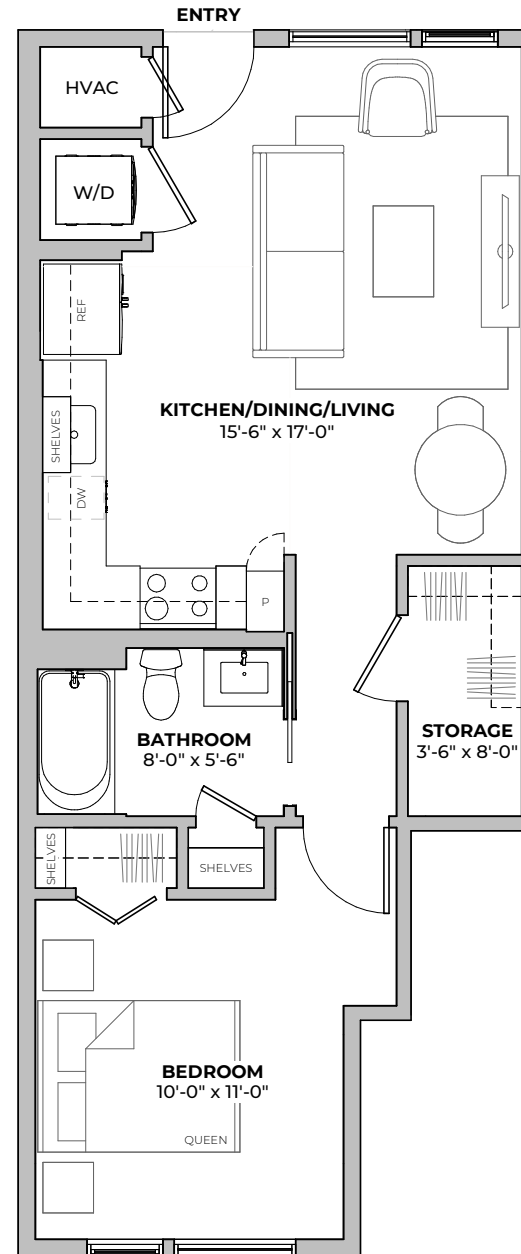 ENTRY
HVAC
W/D
REF
KITCHEN/DINING/LIVING
15'-6" x 17'-0"
SHELVES
DW
P
BATHROOM
8'-0" x 5'-6"
STORAGE
3'-6" x 8'-0"
SHELVES
SHELVES
BEDROOM
10'-0" x 11'-0"
QUEEN